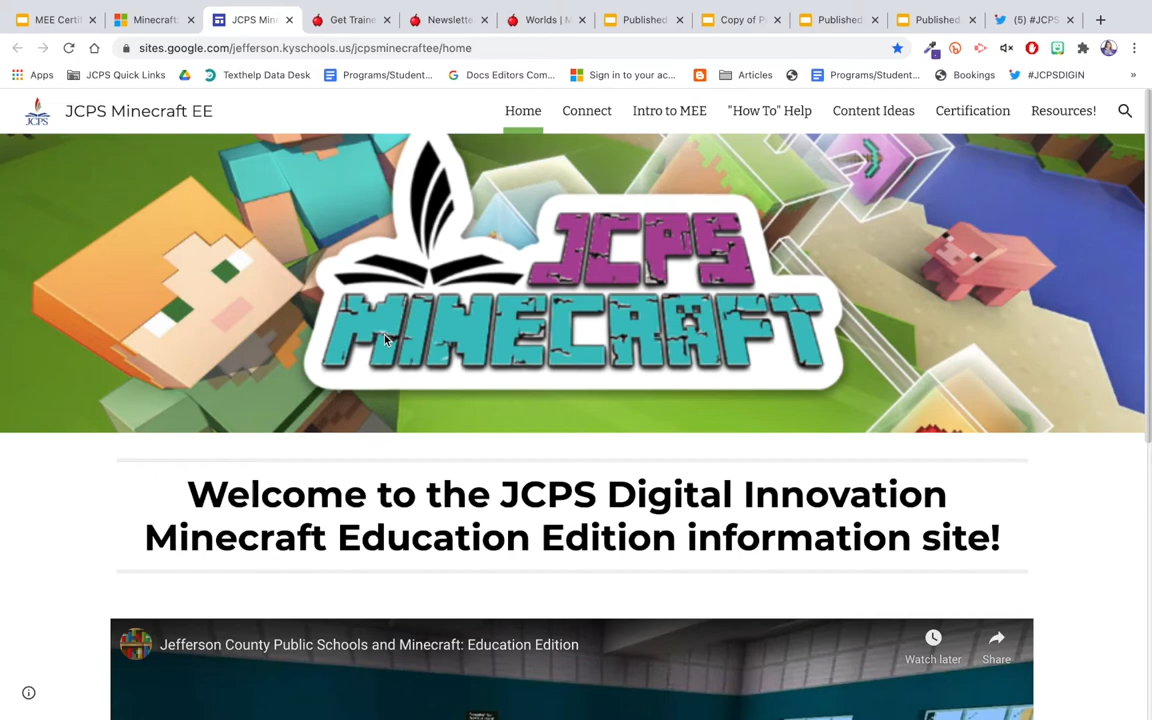 MEE Certif
Minecraft:
JCPS Mine
Get Traine
Newslette
Worlds | M
Published
Copy of P
Published
Published
(5) #JCPS
sites.google.com/jefferson.kyschools.us/jcpsminecraftee/home
Apps
JCPS Quick Links
Texthelp Data Desk
Programs/Student...
Docs Editors Com...
Sign in to your ac...
Articles
Programs/Student...
Bookings
#JCPSDIGIN
JCPS
JCPS Minecraft EE
Home
Connect
Intro to MEE
"How To" Help
Content Ideas
Certification
Resources!
JCPS
MINECRAFT
Welcome to the JCPS Digital Innovation
Minecraft Education Edition information site!
Jefferson County Public Schools and Minecraft: Education Edition
Watch later
Share